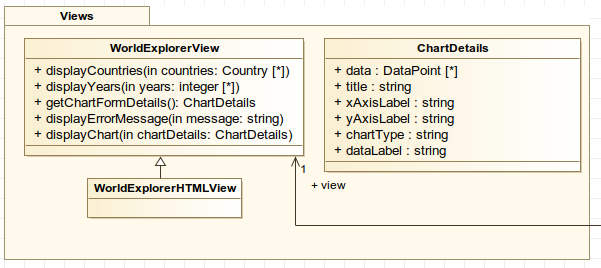 Views
WorldExplorerView
+ displayCountries(in countries: Country [*])
+ displayYears(in years: integer [*])
+ getChartFormDetails(): ChartDetails
+ displayErrorMessage(in message: string)
+ displayChart(in chartDetails: ChartDetails)
ChartDetails
+ data : DataPoint [*]
+ title : string
+ xAxisLabel : string
+ yAxisLabel : string
+ chartType : string
+ dataLabel : string
WorldExplorerHTMLView
1
+ view